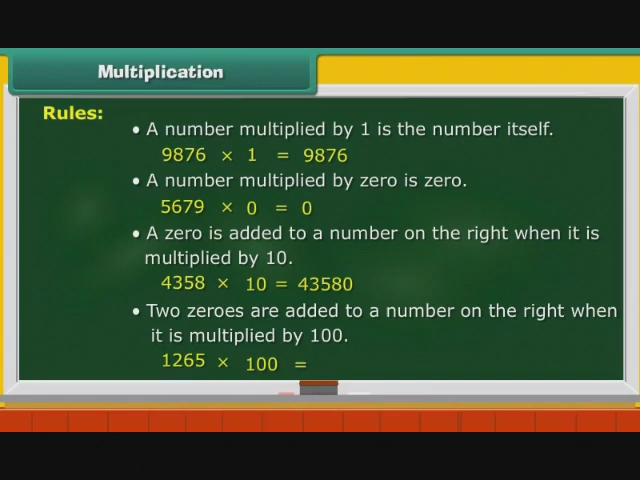 Multiplication
Rules:
• A number multiplied by 1 is the number itself.
9876 × 1 = 9876
• A number multiplied by zero is zero.
5679 × 0 = 0
• A zero is added to a number on the right when it is
multiplied by 10.
4358 × 10 = 43580
• Two zeroes are added to a number on the right when
it is multiplied by 100.
1265 × 100 =